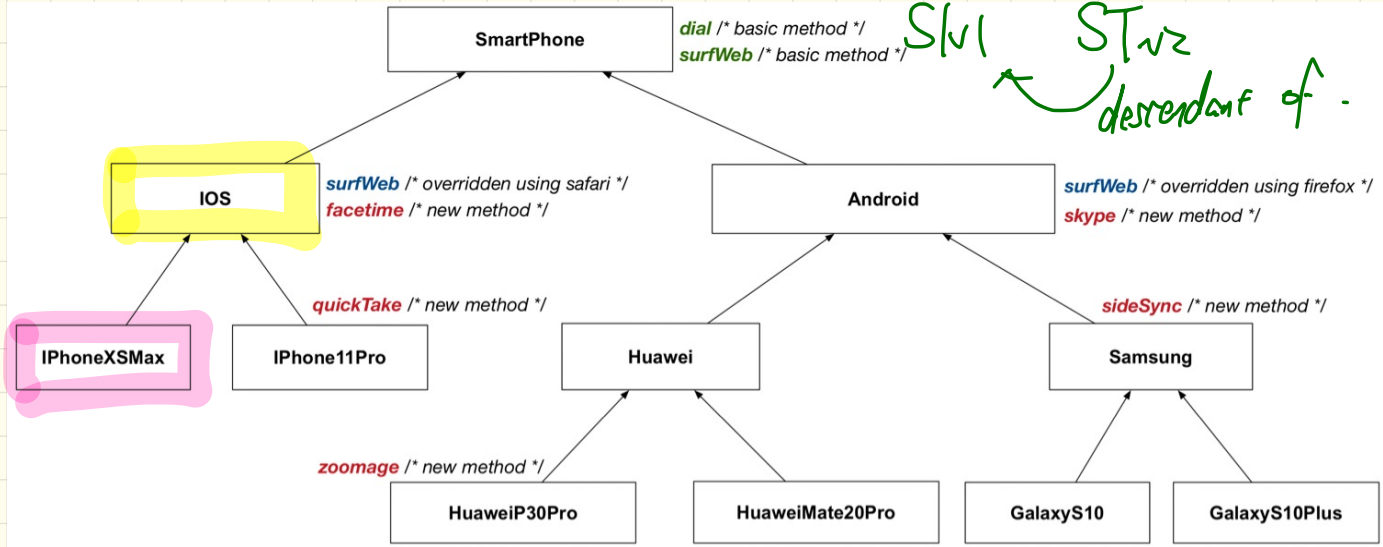 SmartPhone
dial /* basic method */
surfWeb /* basic method */
descendant of .
IOS
surfWeb /* overridden using safari */
facetime /* new method */
Android
surfWeb /* overridden using firefox */
skype /* new method */
quickTake /* new method */
sideSync /* new method */
IPhoneXSMax
IPhone11Pro
Huawei
Samsung
zoomage /* new method */
HuaweiP30Pro
HuaweiMate20Pro
GalaxyS10
GalaxyS10Plus